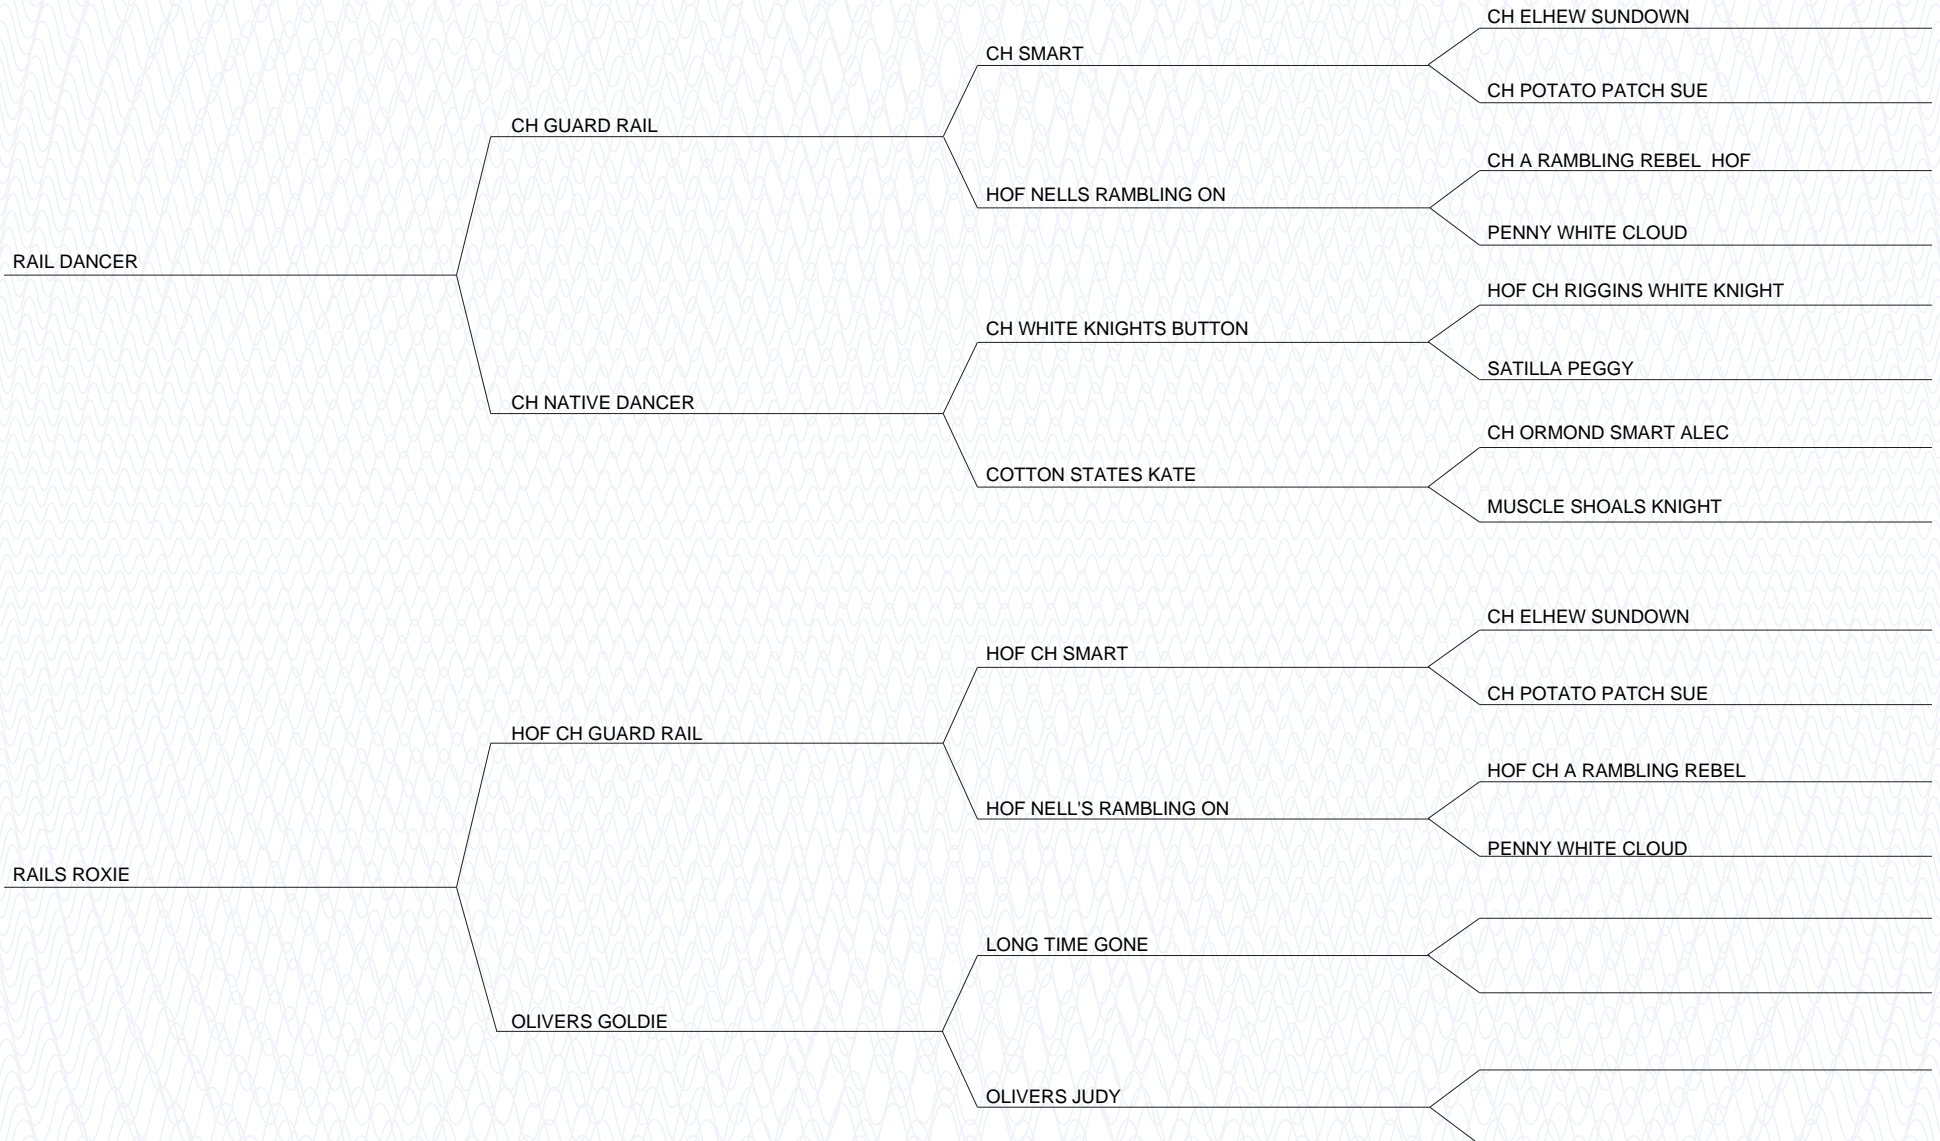 CH ELHEW SUNDOWN
CH SMART
CH POTATO PATCH SUE
CH GUARD RAIL
CH A RAMBLING REBEL  HOF
HOF NELLS RAMBLING ON
PENNY WHITE CLOUD
RAIL DANCER
HOF CH RIGGINS WHITE KNIGHT
CH WHITE KNIGHTS BUTTON
SATILLA PEGGY
CH NATIVE DANCER
CH ORMOND SMART ALEC
COTTON STATES KATE
MUSCLE SHOALS KNIGHT
CH ELHEW SUNDOWN
HOF CH SMART
CH POTATO PATCH SUE
HOF CH GUARD RAIL
HOF CH A RAMBLING REBEL
HOF NELL'S RAMBLING ON
PENNY WHITE CLOUD
RAILS ROXIE
LONG TIME GONE
OLIVERS GOLDIE
OLIVERS JUDY